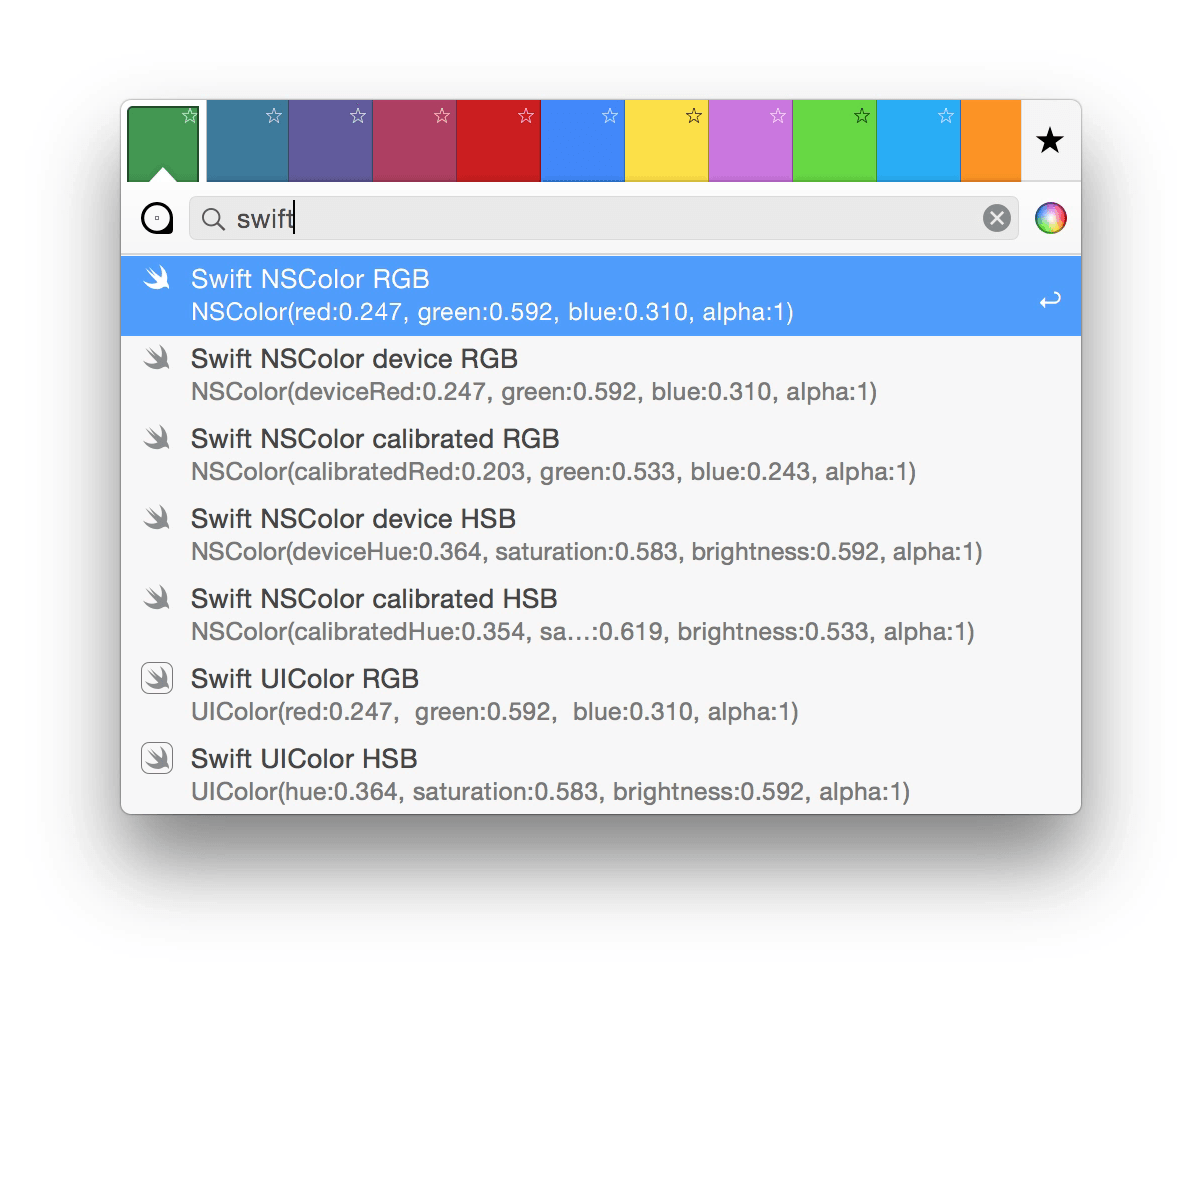 swift
Swift NSColor RGB
NSColor(red:0.247, green:0.592, blue:0.310, alpha:1)
Swift NSColor device RGB
NSColor(deviceRed:0.247, green:0.592, blue:0.310, alpha:1)
Swift NSColor calibrated RGB
NSColor(calibratedRed:0.203, green:0.533, blue:0.243, alpha:1)
Swift NSColor device HSB
NSColor(deviceHue:0.364, saturation:0.583, brightness:0.592, alpha:1)
Swift NSColor calibrated HSB
NSColor(calibratedHue:0.354, sa...:0.619, brightness:0.533, alpha:1)
Swift UIColor RGB
UIColor(red:0.247,  green:0.592,  blue:0.310, alpha:1)
Swift UIColor HSB
UIColor(hue:0.364, saturation:0.583, brightness:0.592, alpha:1)